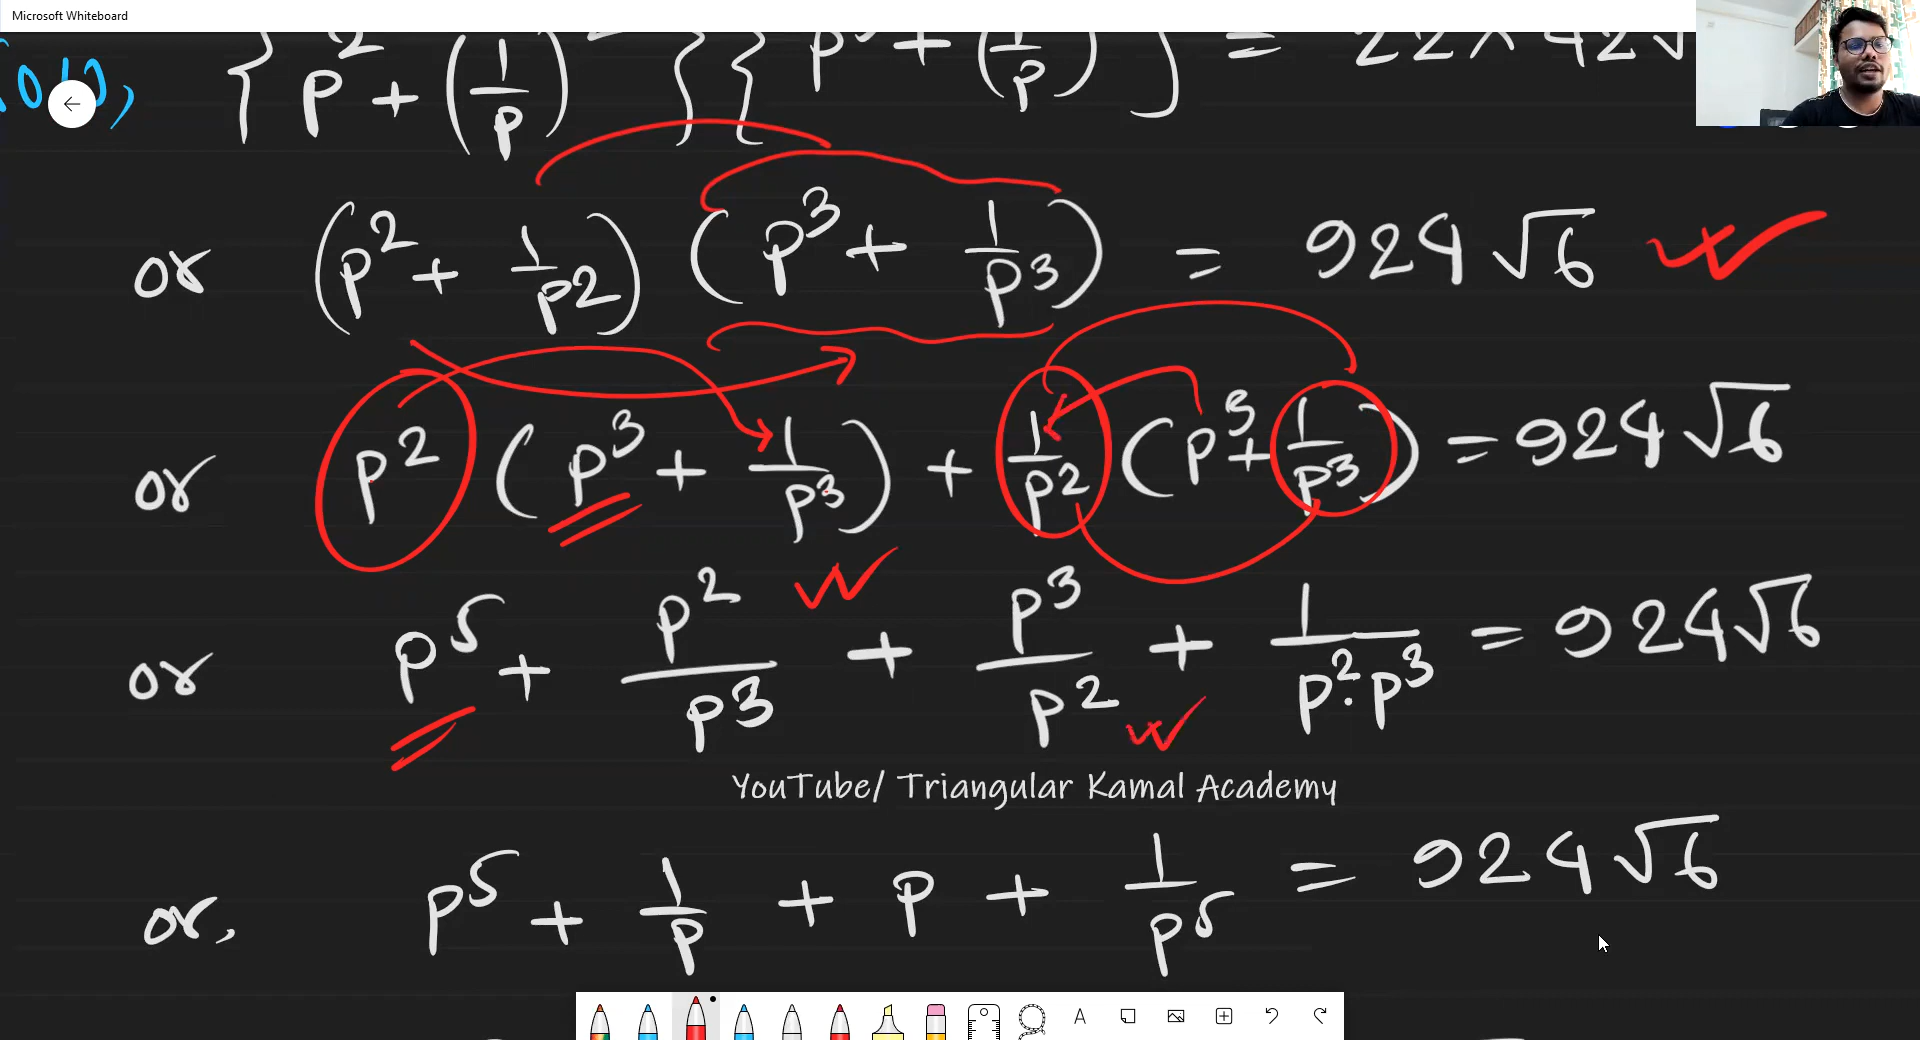 Microsoft Whiteboard
{p² + (1/p)² } { p³ + (1/p) } = 22 × 42√
or (p² + 1/p²) (p³ + 1/p³) = 924 √6
or p² (p³ + 1/p³) + 1/p² (p³ + 1/p³) = 924 √6
or p⁵ + p²/p³ + p³/p² + 1/p²·p³ = 924√6
YouTube/ Triangular Kamal Academy
or, p⁵ + 1/p + p + 1/p⁵ = 924√6
A